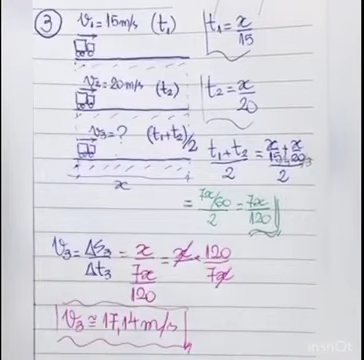 ③ v₁ = 15 m/s (t₁) t₁ = x/15
v₂ = 20 m/s (t₂) t₂ = x/20
v₃ = ? (t₁+t₂)/2
x
(t₁+t₂)/2 = (x/15 + x/20)/2
= (7x/60)/2 = 7x/120
v₃ = ΔS₃/Δt₃ = x/(7x/120) = x · 120/7x
v₃ ≅ 17,14 m/s